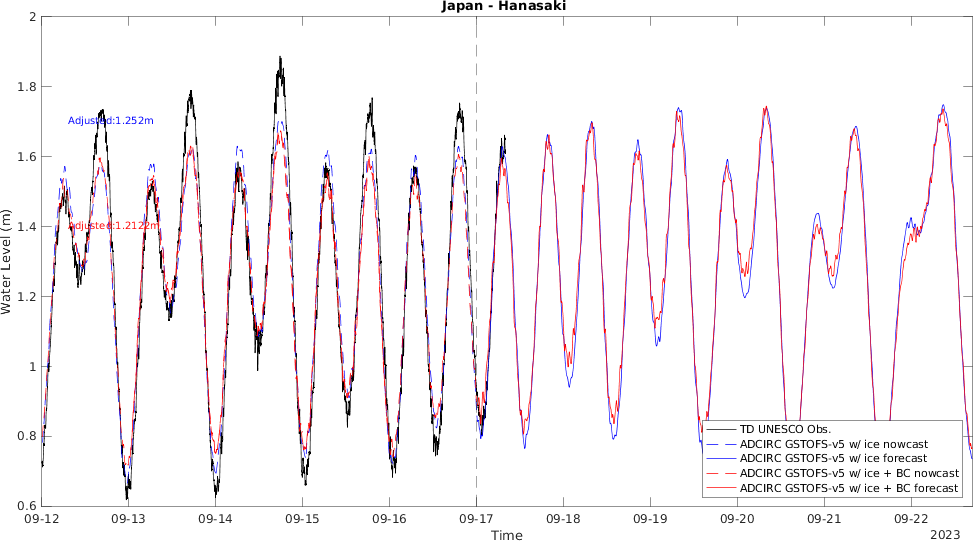 Japan - Hanasaki
2
1.8
1.6
1.4
1.2
1
0.8
0.6
Water Level (m)
Adjusted:1.252m
Adjusted:1.2122m
TD UNESCO Obs.
ADCIRC GSTOFS-v5 w/ ice nowcast
ADCIRC GSTOFS-v5 w/ ice forecast
ADCIRC GSTOFS-v5 w/ ice + BC nowcast
ADCIRC GSTOFS-v5 w/ ice + BC forecast
09-12 09-13 09-14 09-15 09-16 09-17 09-18 09-19 09-20 09-21 09-22
Time
2023